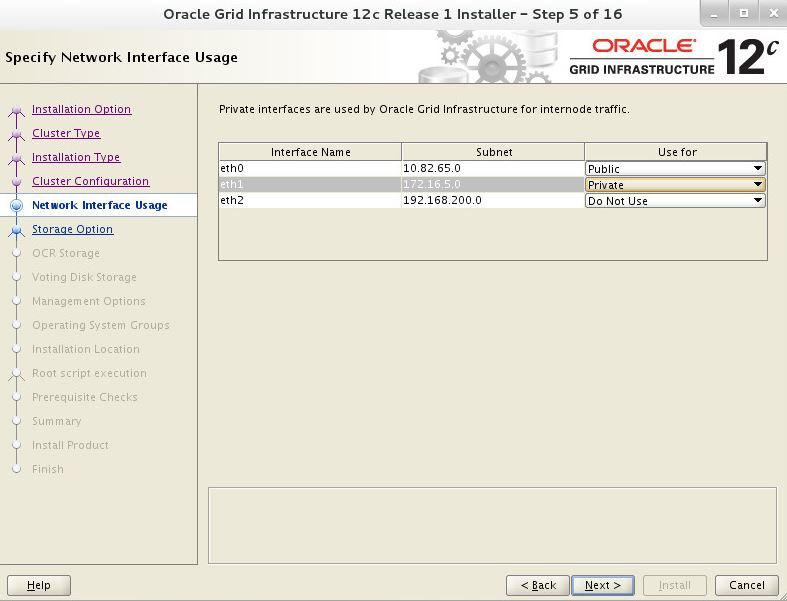 Oracle Grid Infrastructure 12c Release 1 Installer – Step 5 of 16
Specify Network Interface Usage
ORACLE®
GRID INFRASTRUCTURE
12c
Installation Option
Cluster Type
Installation Type
Cluster Configuration
Network Interface Usage
Storage Option
OCR Storage
Voting Disk Storage
Management Options
Operating System Groups
Installation Location
Root script execution
Prerequisite Checks
Summary
Install Product
Finish
Private interfaces are used by Oracle Grid Infrastructure for internode traffic.
Interface Name Subnet Use for
eth0 10.82.65.0 Public
eth1 172.16.5.0 Private
eth2 192.168.200.0 Do Not Use
Help < Back Next > Install Cancel